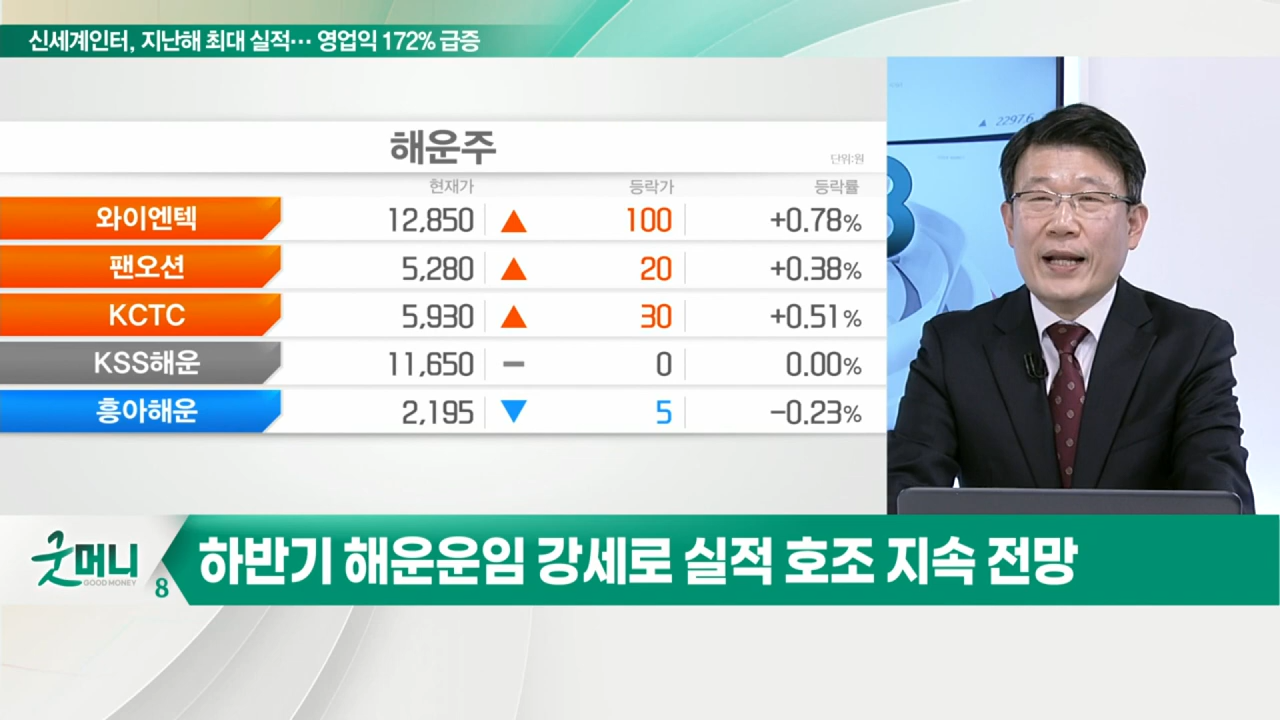 신세계인터, 지난해 최대 실적… 영업익 172% 급증
해운주
단위:원
현재가 등락가 등락률
와이엔텍 12,850 ▲ 100 +0.78%
팬오션 5,280 ▲ 20 +0.38%
KCTC 5,930 ▲ 30 +0.51%
KSS해운 11,650 － 0 0.00%
흥아해운 2,195 ▼ 5 -0.23%
▲ 2297.6
8
굿머니
GOOD MONEY
8
하반기 해운운임 강세로 실적 호조 지속 전망